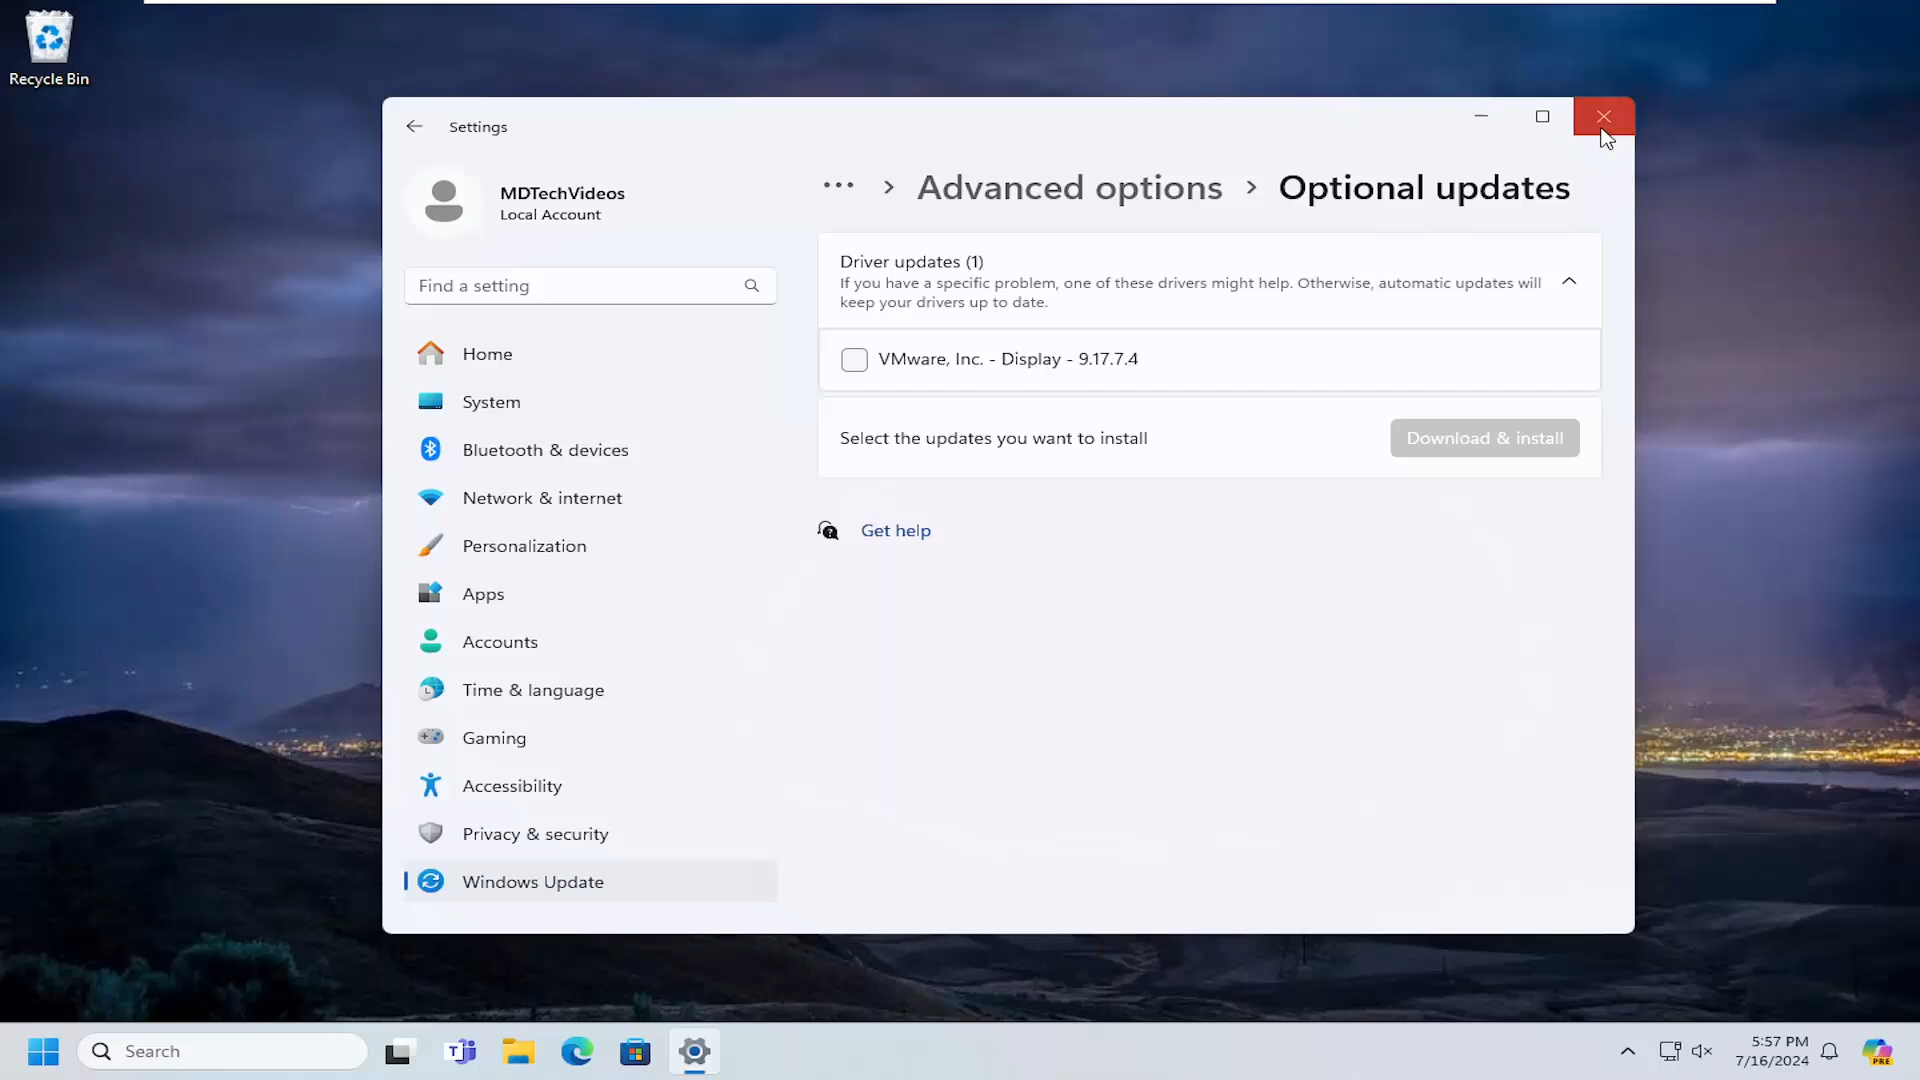 Recycle Bin
Settings
MDTechVideos
Local Account
Find a setting
Home
System
Bluetooth & devices
Network & internet
Personalization
Apps
Accounts
Time & language
Gaming
Accessibility
Privacy & security
Windows Update
… > Advanced options > Optional updates
Driver updates (1)
If you have a specific problem, one of these drivers might help. Otherwise, automatic updates will
keep your drivers up to date.
VMware, Inc. - Display - 9.17.7.4
Select the updates you want to install
Download & install
Get help
Search
5:57 PM
7/16/2024
PRE